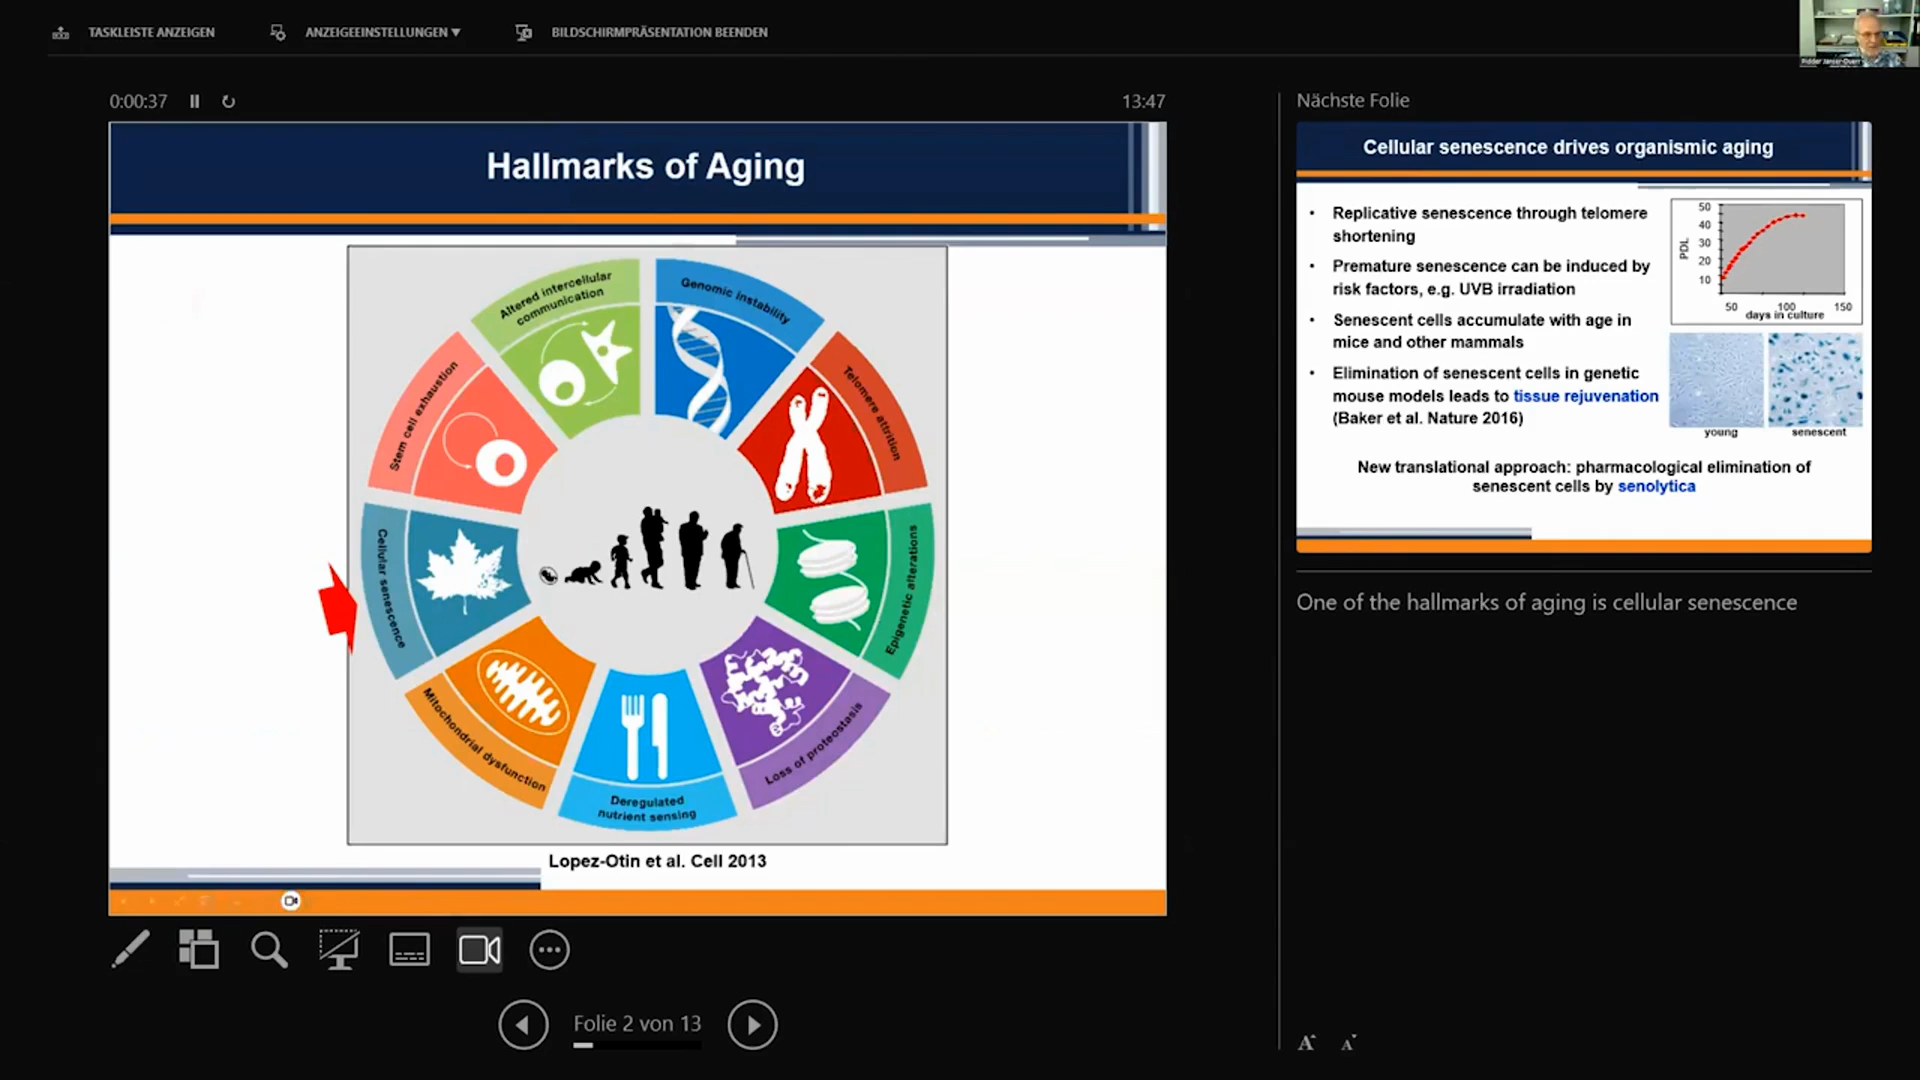 TASKLEISTE ANZEIGEN
ANZEIGEEINSTELLUNGEN ▼
BILDSCHIRMPRÄSENTATION BEENDEN
0:00:37
13:47
Hallmarks of Aging
Altered intercellular
communication
Genomic instability
Telomere attrition
Epigenetic alterations
Loss of proteostasis
Deregulated
nutrient sensing
Mitochondrial dysfunction
Cellular senescence
Stem cell exhaustion
Lopez-Otin et al. Cell 2013
Folie 2 von 13
Nächste Folie
Cellular senescence drives organismic aging
• Replicative senescence through telomere
shortening
• Premature senescence can be induced by
risk factors, e.g. UVB irradiation
• Senescent cells accumulate with age in
mice and other mammals
• Elimination of senescent cells in genetic
mouse models leads to tissue rejuvenation
(Baker et al. Nature 2016)
PDL
50
40
30
20
10
50 100 150
days in culture
young senescent
New translational approach: pharmacological elimination of
senescent cells by senolytica
One of the hallmarks of aging is cellular senescence
A A